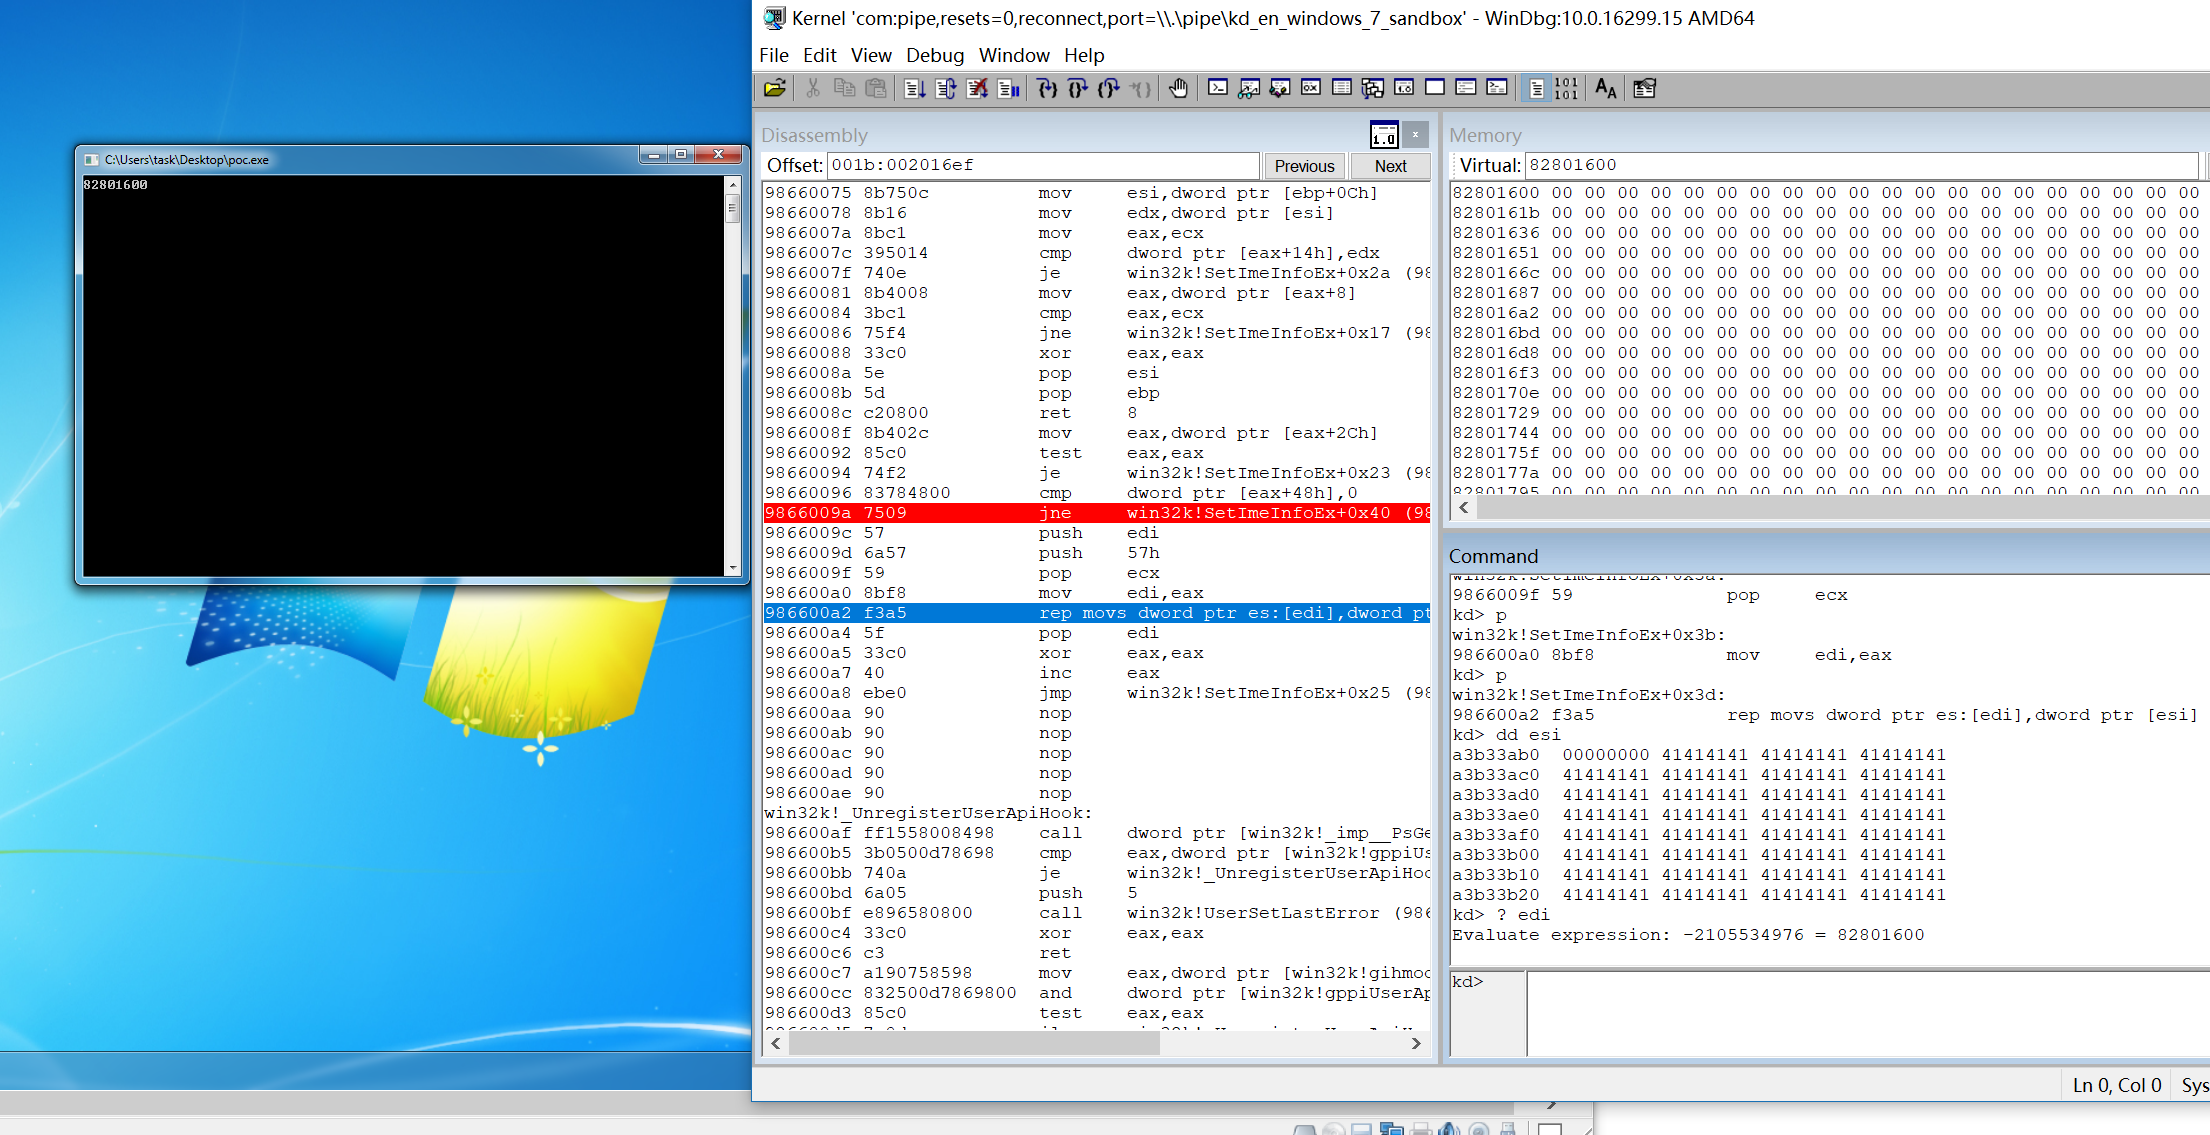 Kernel 'com:pipe,resets=0,reconnect,port=\\.\pipe\kd_en_windows_7_sandbox' - WinDbg:10.0.16299.15 AMD64
File Edit View Debug Window Help
C:\Users\task\Desktop\poc.exe
82801600
Disassembly
Offset: 001b:002016ef Previous Next
98660075 8b750c mov esi,dword ptr [ebp+0Ch]
98660078 8b16 mov edx,dword ptr [esi]
9866007a 8bc1 mov eax,ecx
9866007c 395014 cmp dword ptr [eax+14h],edx
9866007f 740e je win32k!SetImeInfoEx+0x2a (98
98660081 8b4008 mov eax,dword ptr [eax+8]
98660084 3bc1 cmp eax,ecx
98660086 75f4 jne win32k!SetImeInfoEx+0x17 (98
98660088 33c0 xor eax,eax
9866008a 5e pop esi
9866008b 5d pop ebp
9866008c c20800 ret 8
9866008f 8b402c mov eax,dword ptr [eax+2Ch]
98660092 85c0 test eax,eax
98660094 74f2 je win32k!SetImeInfoEx+0x23 (98
98660096 83784800 cmp dword ptr [eax+48h],0
9866009a 7509 jne win32k!SetImeInfoEx+0x40 (98
9866009c 57 push edi
9866009d 6a57 push 57h
9866009f 59 pop ecx
986600a0 8bf8 mov edi,eax
986600a2 f3a5 rep movs dword ptr es:[edi],dword pt
986600a4 5f pop edi
986600a5 33c0 xor eax,eax
986600a7 40 inc eax
986600a8 ebe0 jmp win32k!SetImeInfoEx+0x25 (98
986600aa 90 nop
986600ab 90 nop
986600ac 90 nop
986600ad 90 nop
986600ae 90 nop
win32k!_UnregisterUserApiHook:
986600af ff1558008498 call dword ptr [win32k!_imp__PsGe
986600b5 3b0500d78698 cmp eax,dword ptr [win32k!gppiUs
986600bb 740a je win32k!_UnregisterUserApiHoo
986600bd 6a05 push 5
986600bf e896580800 call win32k!UserSetLastError (986
986600c4 33c0 xor eax,eax
986600c6 c3 ret
986600c7 a190758598 mov eax,dword ptr [win32k!gihmod
986600cc 832500d7869800 and dword ptr [win32k!gppiUserAp
986600d3 85c0 test eax,eax
Memory
Virtual: 82801600
82801600 00 00 00 00 00 00 00 00 00 00 00 00 00 00 00 00 00 00 00 00
8280161b 00 00 00 00 00 00 00 00 00 00 00 00 00 00 00 00 00 00 00 00
82801636 00 00 00 00 00 00 00 00 00 00 00 00 00 00 00 00 00 00 00 00
82801651 00 00 00 00 00 00 00 00 00 00 00 00 00 00 00 00 00 00 00 00
8280166c 00 00 00 00 00 00 00 00 00 00 00 00 00 00 00 00 00 00 00 00
82801687 00 00 00 00 00 00 00 00 00 00 00 00 00 00 00 00 00 00 00 00
828016a2 00 00 00 00 00 00 00 00 00 00 00 00 00 00 00 00 00 00 00 00
828016bd 00 00 00 00 00 00 00 00 00 00 00 00 00 00 00 00 00 00 00 00
828016d8 00 00 00 00 00 00 00 00 00 00 00 00 00 00 00 00 00 00 00 00
828016f3 00 00 00 00 00 00 00 00 00 00 00 00 00 00 00 00 00 00 00 00
8280170e 00 00 00 00 00 00 00 00 00 00 00 00 00 00 00 00 00 00 00 00
82801729 00 00 00 00 00 00 00 00 00 00 00 00 00 00 00 00 00 00 00 00
82801744 00 00 00 00 00 00 00 00 00 00 00 00 00 00 00 00 00 00 00 00
8280175f 00 00 00 00 00 00 00 00 00 00 00 00 00 00 00 00 00 00 00 00
8280177a 00 00 00 00 00 00 00 00 00 00 00 00 00 00 00 00 00 00 00 00
82801795 00 00 00 00 00 00 00 00 00 00 00 00 00 00 00 00 00 00 00 00
Command
win32k!SetImeInfoEx+0x3a:
9866009f 59 pop ecx
kd> p
win32k!SetImeInfoEx+0x3b:
986600a0 8bf8 mov edi,eax
kd> p
win32k!SetImeInfoEx+0x3d:
986600a2 f3a5 rep movs dword ptr es:[edi],dword ptr [esi]
kd> dd esi
a3b33ab0 00000000 41414141 41414141 41414141
a3b33ac0 41414141 41414141 41414141 41414141
a3b33ad0 41414141 41414141 41414141 41414141
a3b33ae0 41414141 41414141 41414141 41414141
a3b33af0 41414141 41414141 41414141 41414141
a3b33b00 41414141 41414141 41414141 41414141
a3b33b10 41414141 41414141 41414141 41414141
a3b33b20 41414141 41414141 41414141 41414141
kd> ? edi
Evaluate expression: -2105534976 = 82801600
kd>
Ln 0, Col 0 Sys